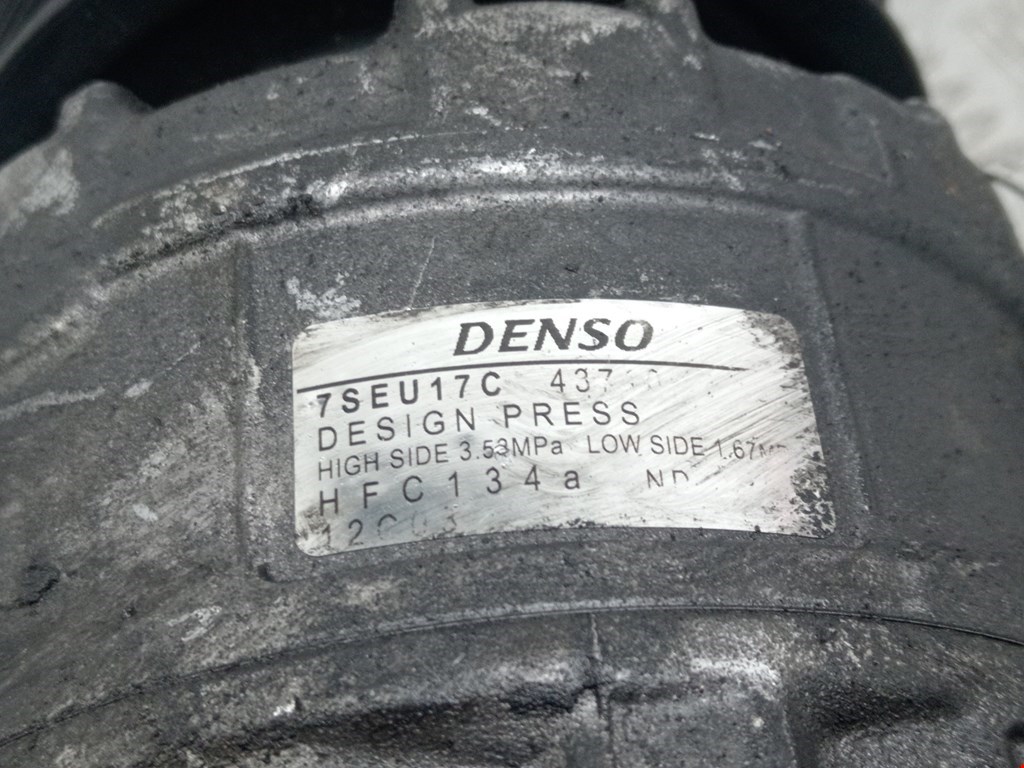 DENSO
7SEU17C
DESIGN PRESS
HIGH SIDE 3.53MPa LOW SIDE
HFC134a